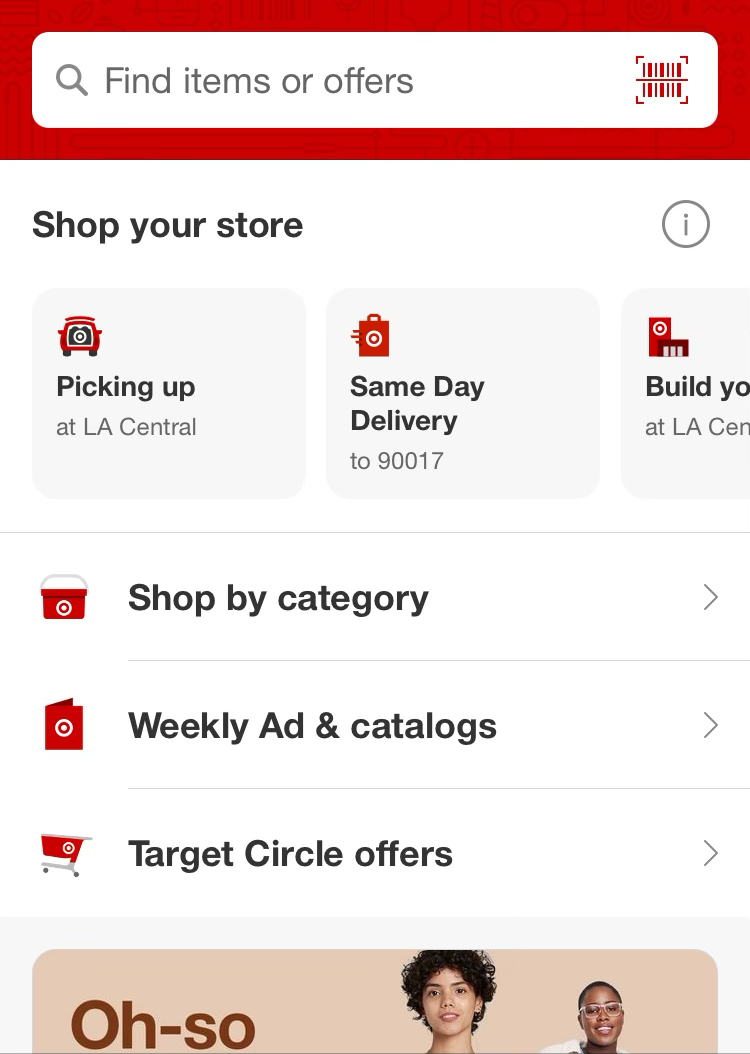 Find items or offers
Shop your store
Picking up
at LA Central
Same Day
Delivery
to 90017
Build yo
at LA Cen
Shop by category
Weekly Ad & catalogs
Target Circle offers
Oh-so